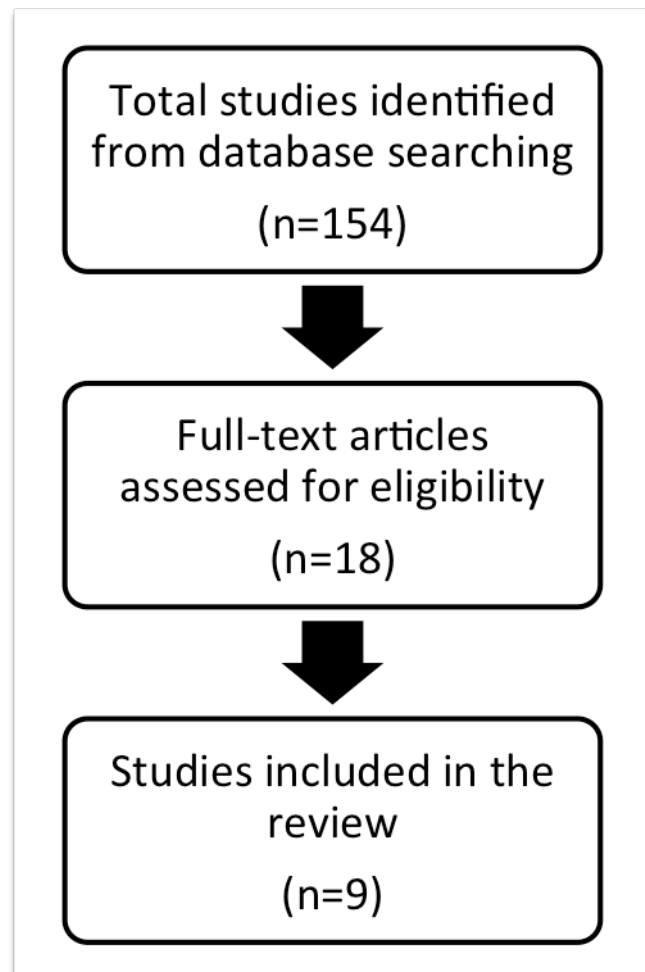 Total studies identified
from database searching
(n=154)
Full-text articles
assessed for eligibility
(n=18)
Studies included in the
review
(n=9)